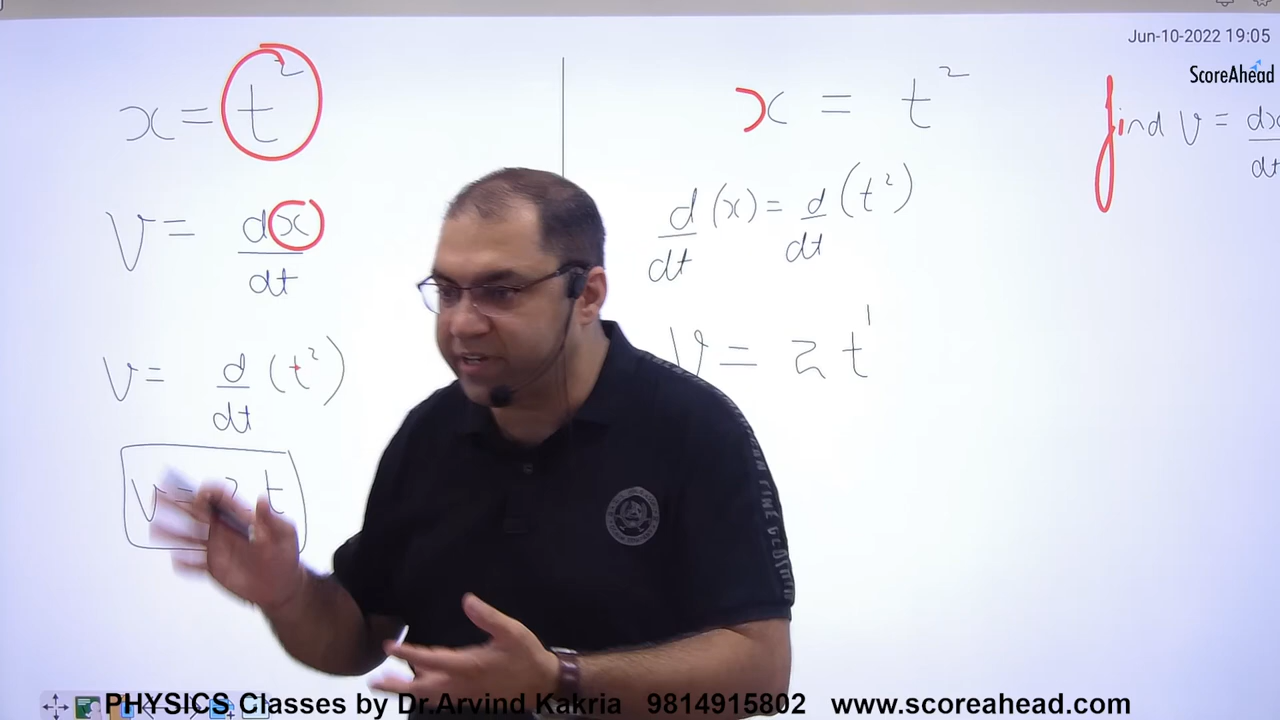 Jun-10-2022 19:05
ScoreAhead
x = t²
V = dx/dt
V = d/dt (t²)
V = 2t
x = t²
d/dt (x) = d/dt (t²)
V = 2t¹
find V = dx/dt
PHYSICS Classes by Dr.Arvind Kakria 9814915802 www.scoreahead.com